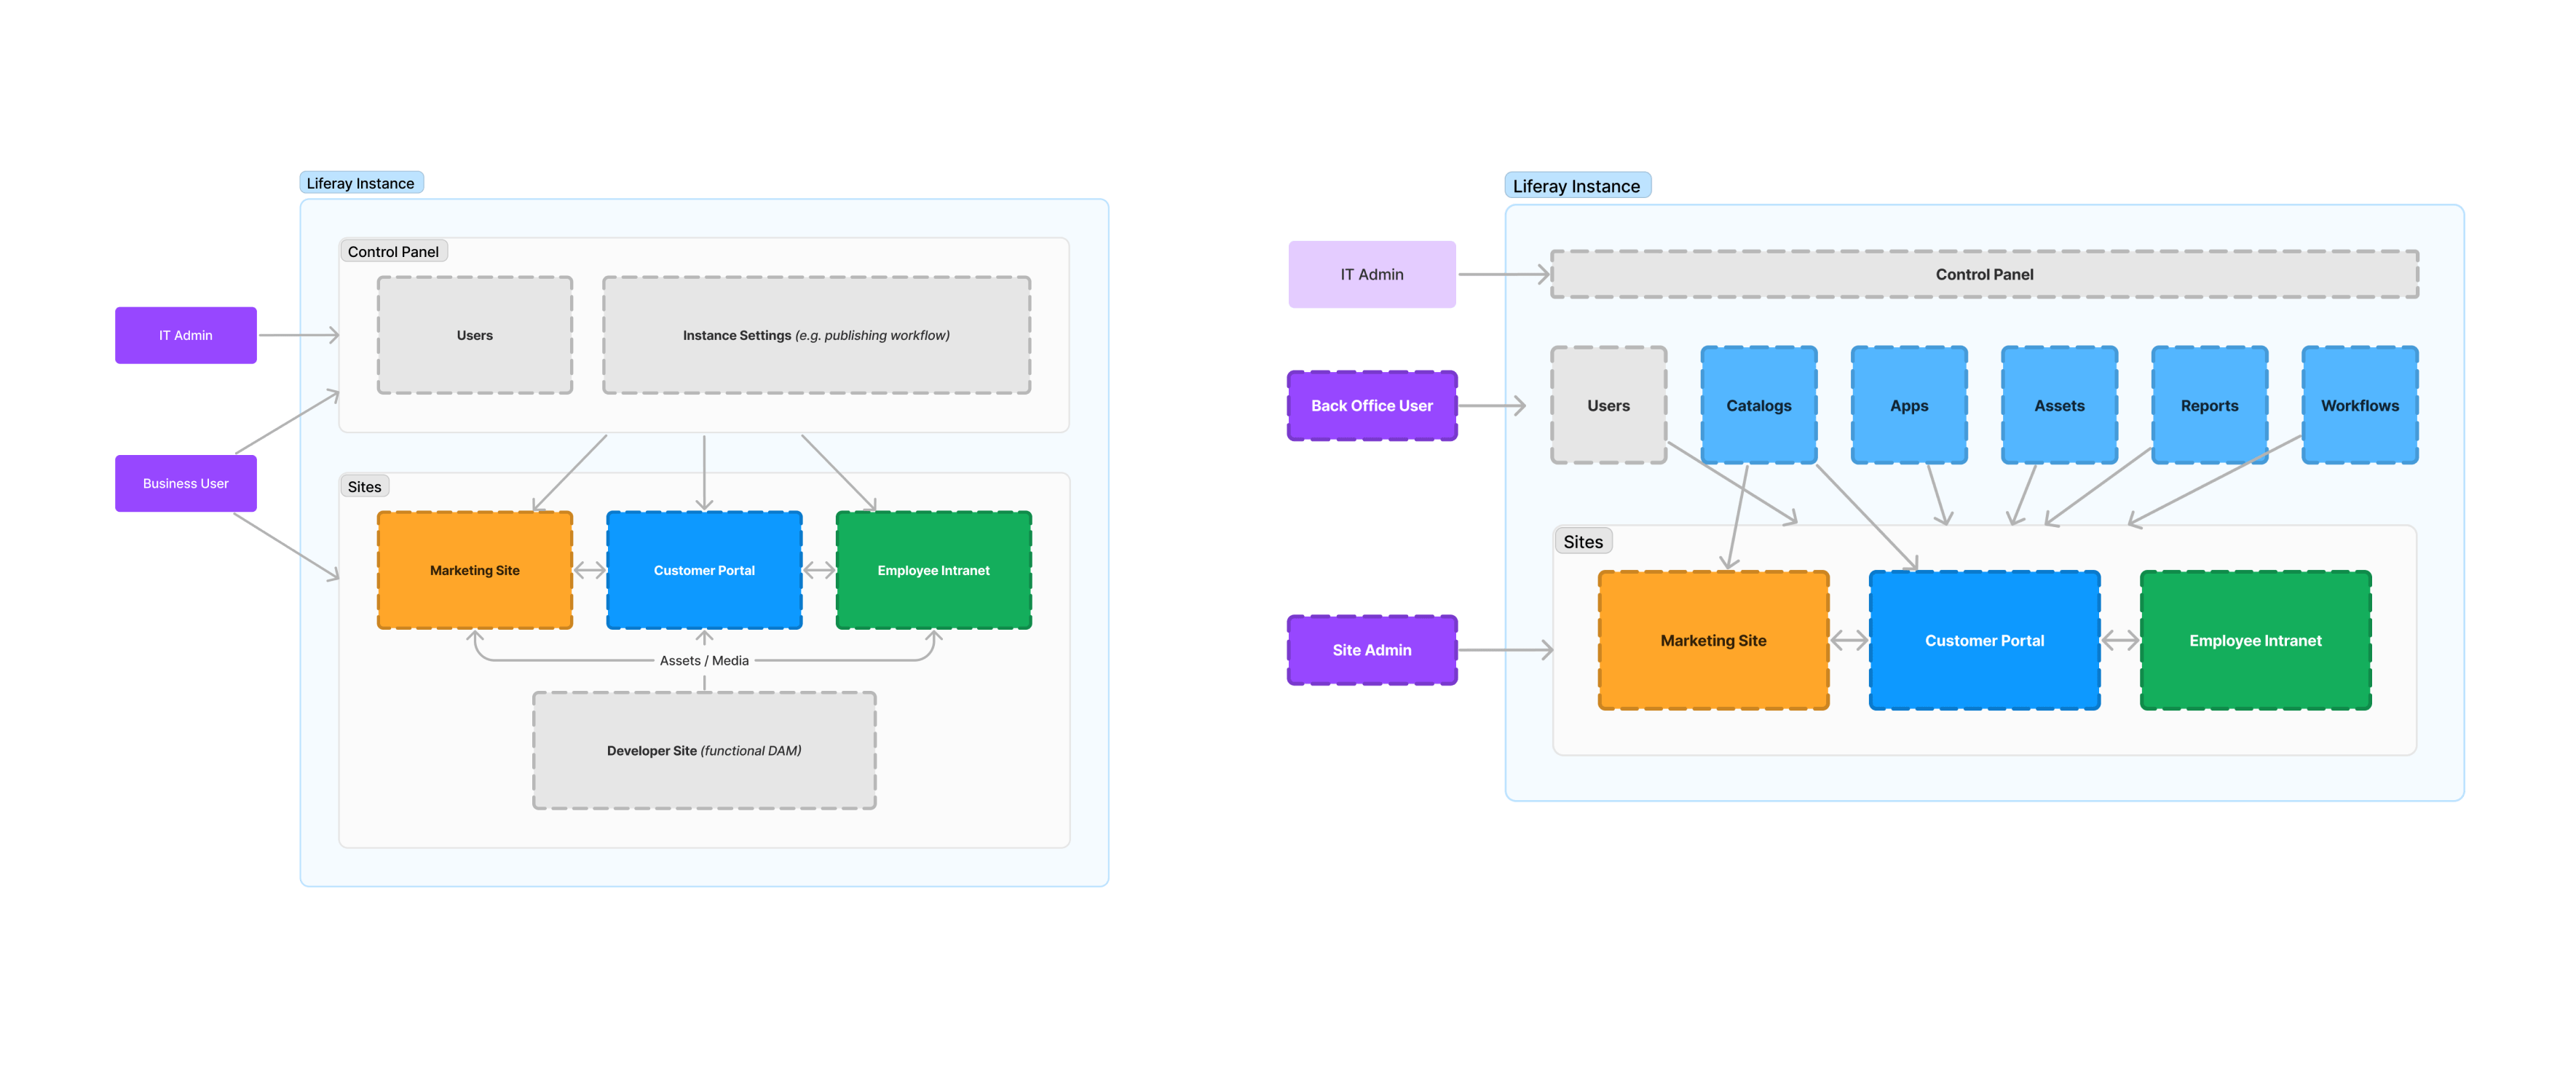 Liferay Instance
Control Panel
Users
Instance Settings (e.g. publishing workflow)
IT Admin
Business User
Sites
Marketing Site
Customer Portal
Employee Intranet
Assets / Media
Developer Site (functional DAM)
Liferay Instance
IT Admin
Control Panel
Back Office User
Users
Catalogs
Apps
Assets
Reports
Workflows
Sites
Site Admin
Marketing Site
Customer Portal
Employee Intranet